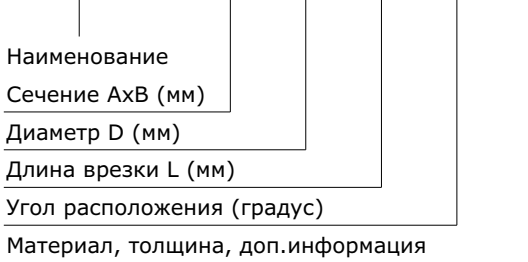 Наименование
Сечение AxB (мм)
Диаметр D (мм)
Длина врезки L (мм)
Угол расположения (градус)
Материал, толщина, доп.информация